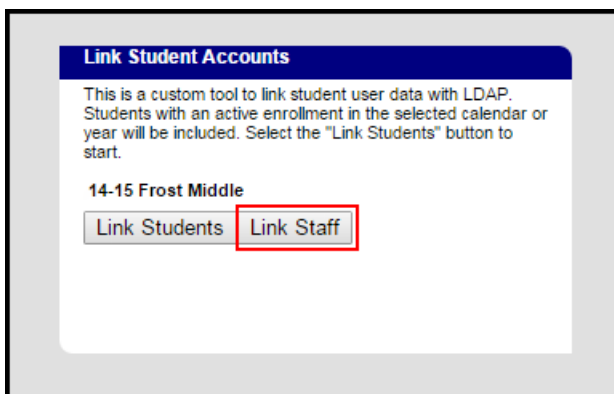 Link Student Accounts
This is a custom tool to link student user data with LDAP.
Students with an active enrollment in the selected calendar or
year will be included. Select the "Link Students" button to
start.
14-15 Frost Middle
Link Students Link Staff